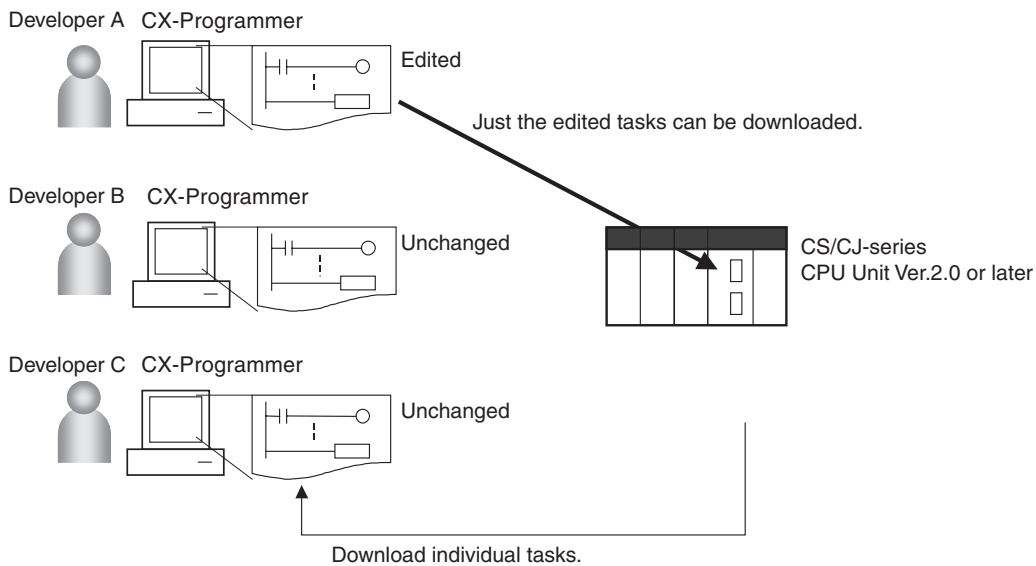 Developer A CX-Programmer
Edited
Just the edited tasks can be downloaded.
Developer B CX-Programmer
Unchanged
CS/CJ-series
CPU Unit Ver.2.0 or later
Developer C CX-Programmer
Unchanged
Download individual tasks.